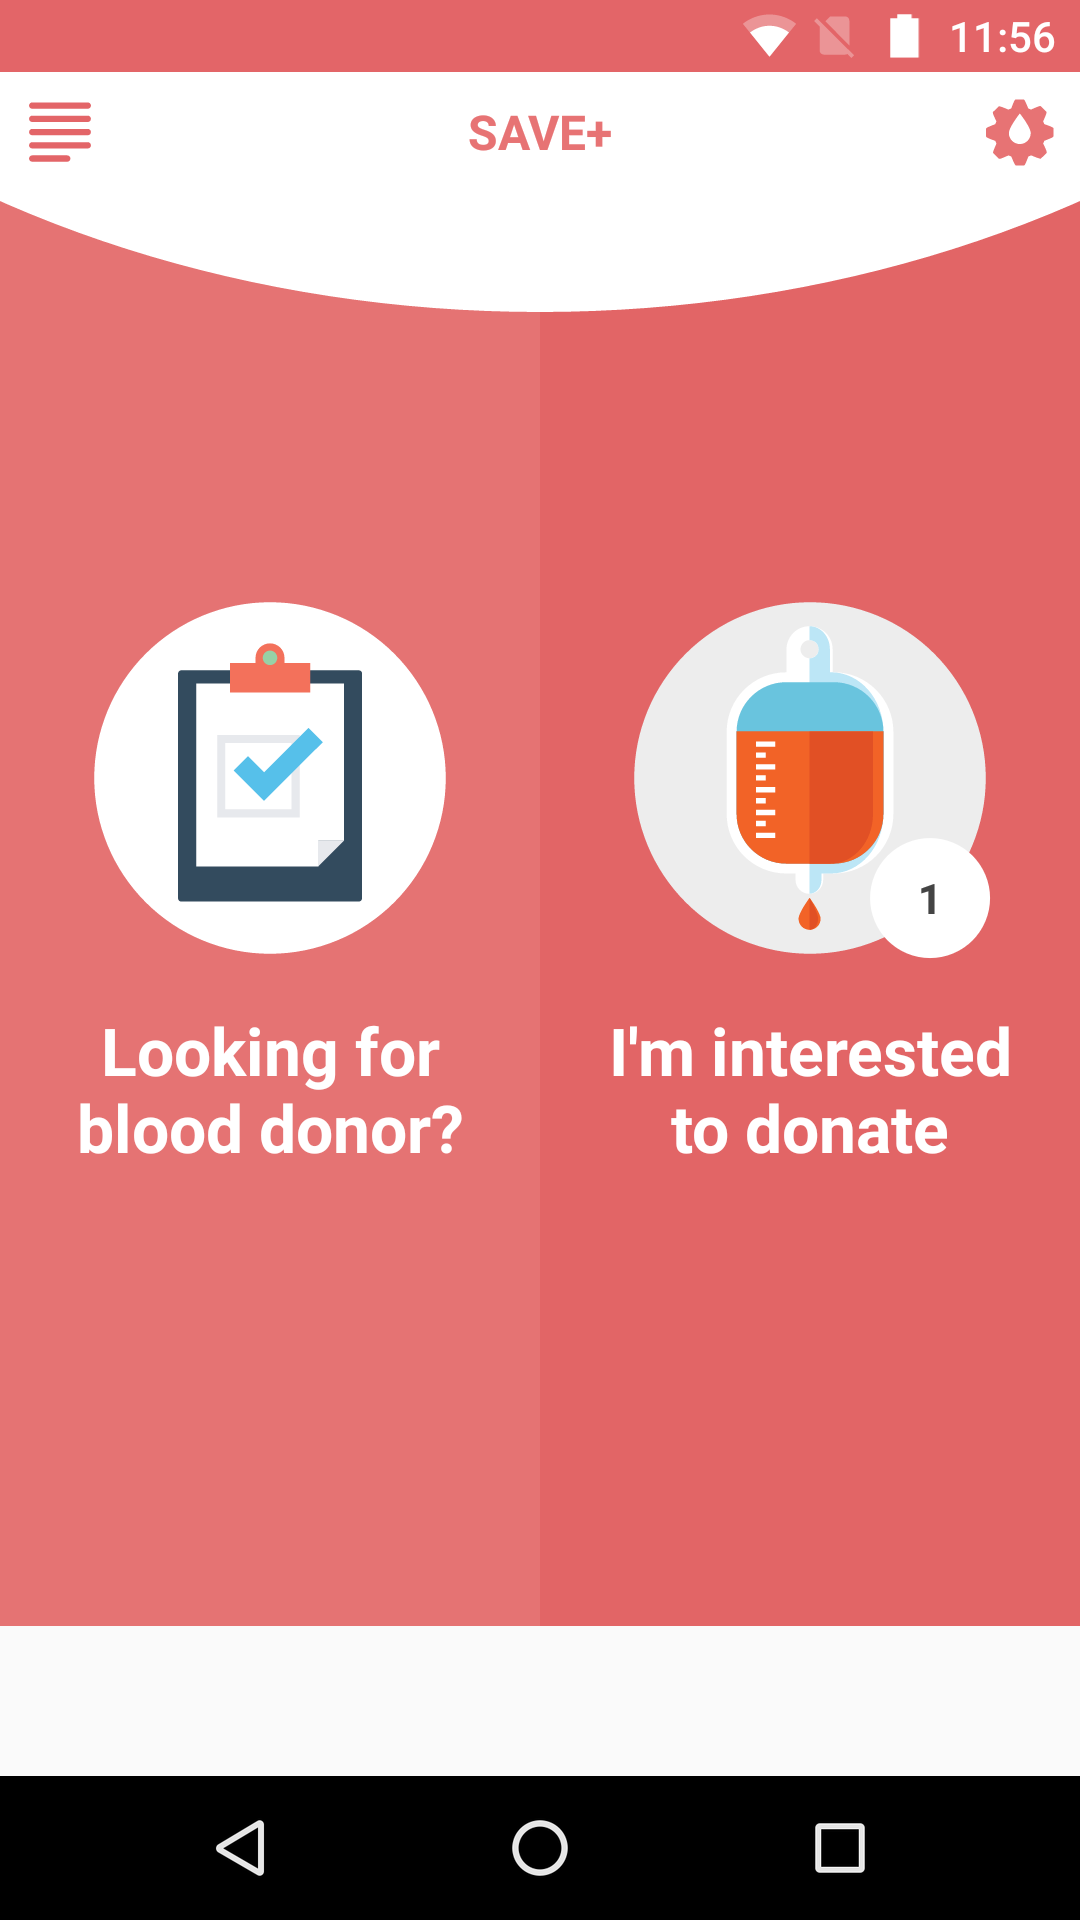 11:56
SAVE+
1
Looking for
blood donor?
I'm interested
to donate